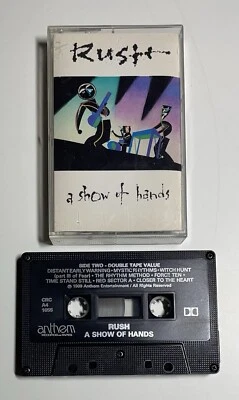 Rush
a show of hands
SIDE TWO - DOUBLE TAPE VALUE
DISTANT EARLY WARNING - MYSTIC RHYTHMS - WITCH HUNT
(part III of Fear) - THE RHYTHM METHOD - FORCE TEN -
TIME STAND STILL - RED SECTOR A - CLOSER TO THE HEART
℗ 1989 Anthem Entertainment / All Rights Reserved
anthem
RUSH
A SHOW OF HANDS